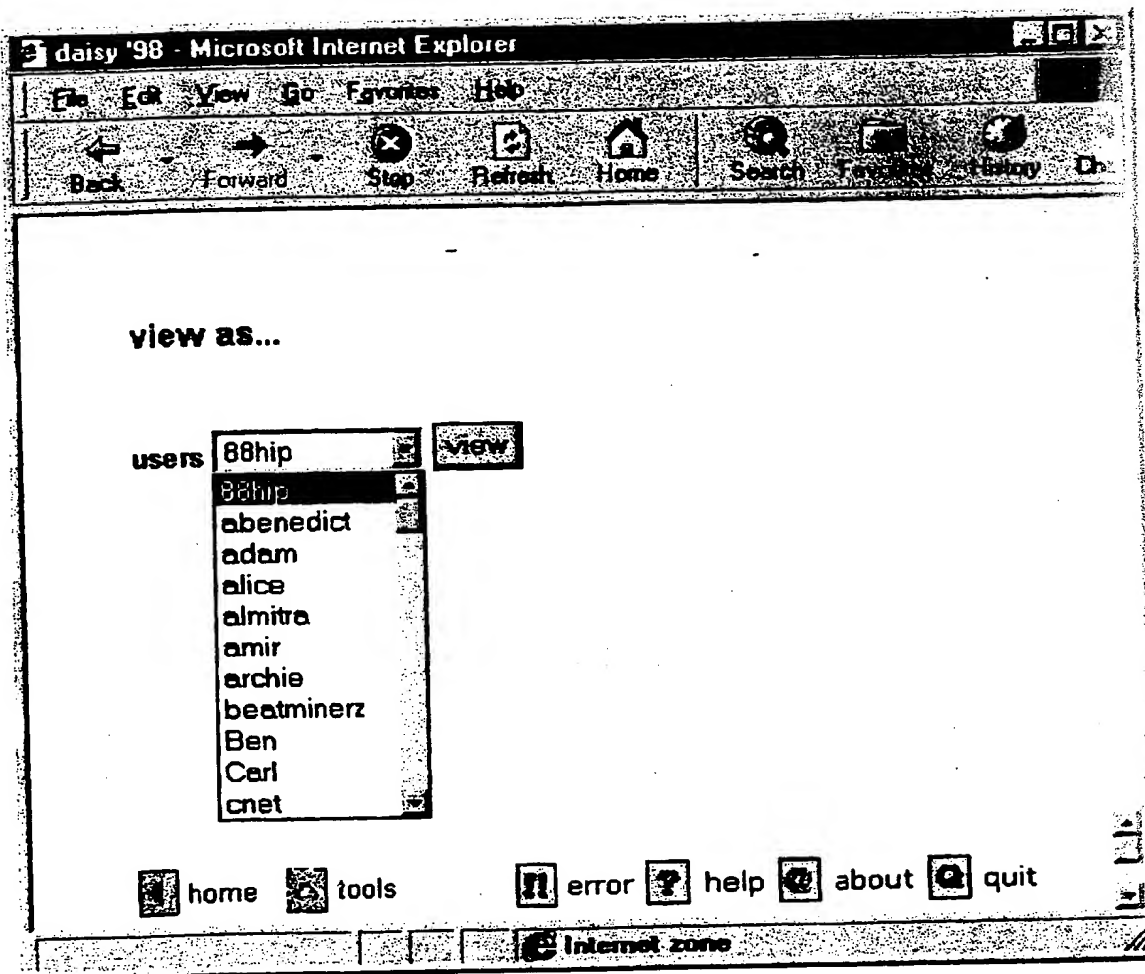 daisy '98 - Microsoft Internet Explorer
File Edit View Go Favorites Help
Back Forward Stop Refresh Home Search Favorites History Ch
view as...
users 88hip view
88hip
abenedict
adam
alice
almitra
amir
archie
beatminerz
Ben
Carl
cnet
home tools !! error ? help @ about Q quit
Internet zone